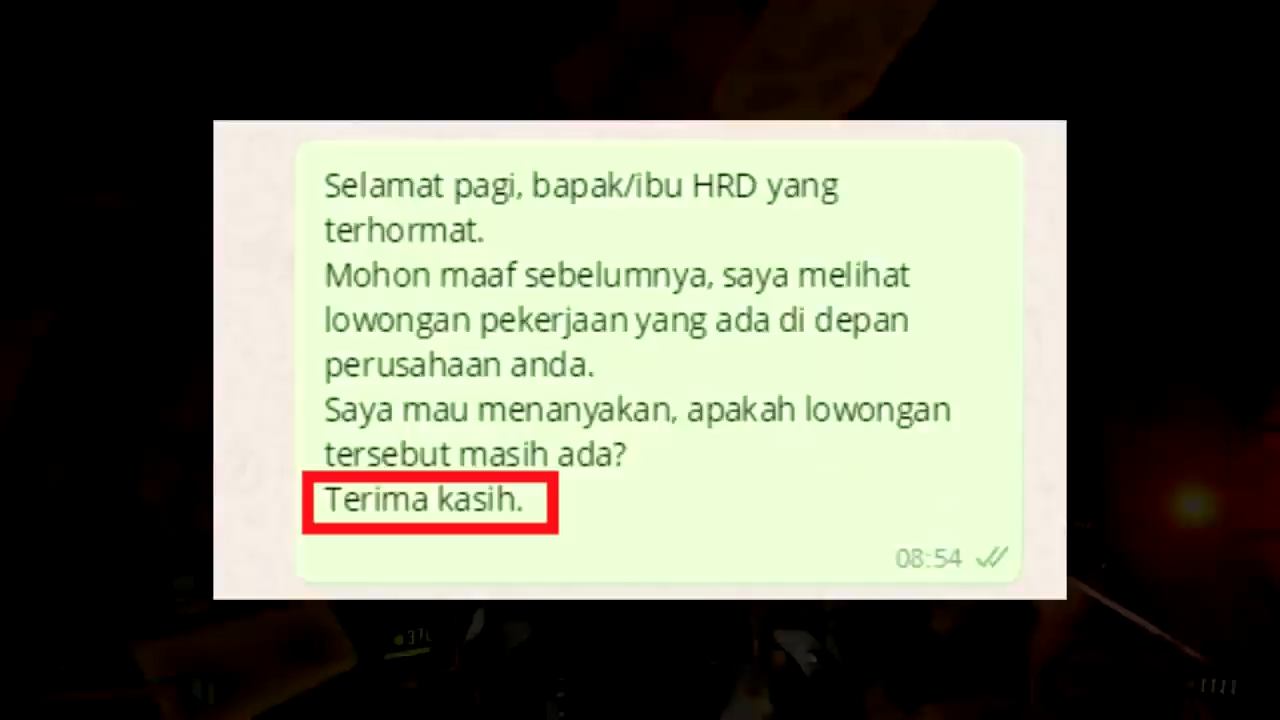 Selamat pagi, bapak/ibu HRD yang
terhormat.
Mohon maaf sebelumnya, saya melihat
lowongan pekerjaan yang ada di depan
perusahaan anda.
Saya mau menanyakan, apakah lowongan
tersebut masih ada?
Terima kasih.
08:54